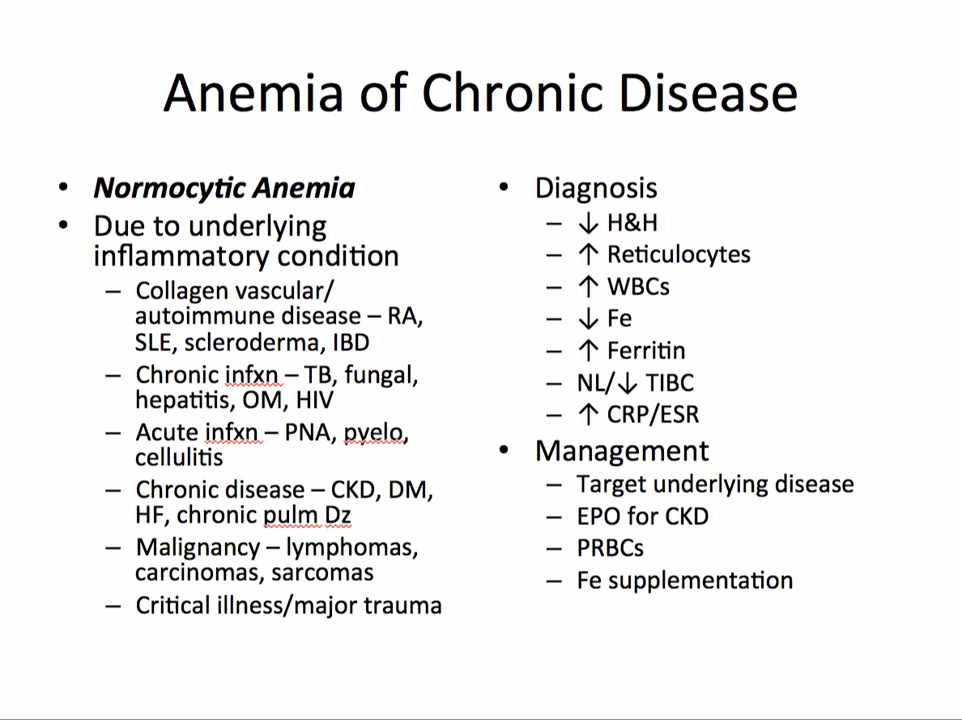 Anemia of Chronic Disease
• Normocytic Anemia
• Due to underlying
inflammatory condition
– Collagen vascular/
autoimmune disease – RA,
SLE, scleroderma, IBD
– Chronic infxn – TB, fungal,
hepatitis, OM, HIV
– Acute infxn – PNA, pyelo,
cellulitis
– Chronic disease – CKD, DM,
HF, chronic pulm Dz
– Malignancy – lymphomas,
carcinomas, sarcomas
– Critical illness/major trauma
• Diagnosis
– ↓ H&H
– ↑ Reticulocytes
– ↑ WBCs
– ↓ Fe
– ↑ Ferritin
– NL/↓ TIBC
– ↑ CRP/ESR
• Management
– Target underlying disease
– EPO for CKD
– PRBCs
– Fe supplementation